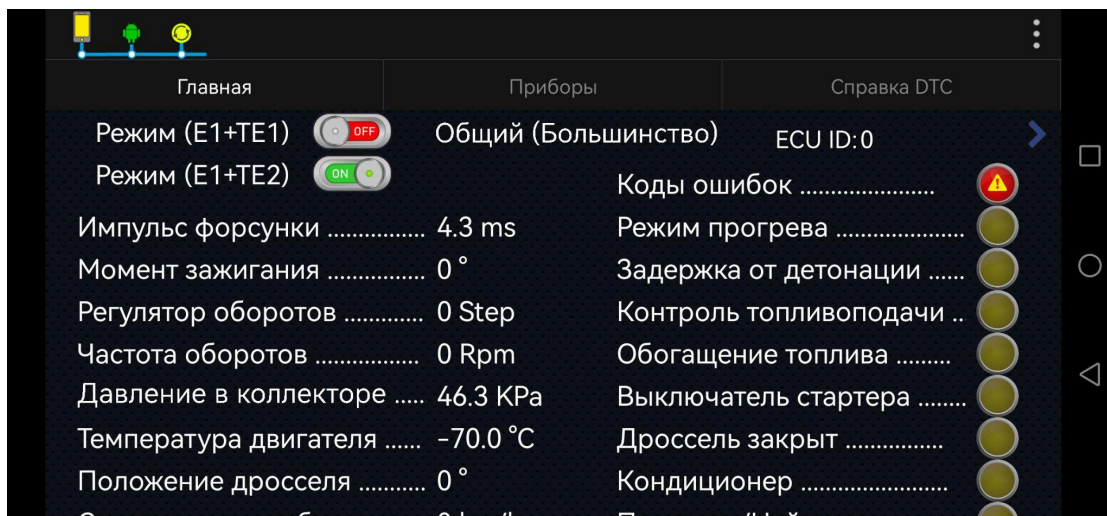 Главная Приборы Справка DTC
Режим (E1+TE1) OFF Общий (Большинство) ECU ID:0
Режим (E1+TE2) ON
Коды ошибок ......................
Импульс форсунки ................ 4.3 ms Режим прогрева .....................
Момент зажигания ................ 0 ° Задержка от детонации ......
Регулятор оборотов ............. 0 Step Контроль топливоподачи ..
Частота оборотов ................. 0 Rpm Обогащение топлива .........
Давление в коллекторе ..... 46.3 KPa Выключатель стартера ........
Температура двигателя ...... -70.0 °C Дроссель закрыт ................
Положение дросселя ........... 0 ° Кондиционер ........................